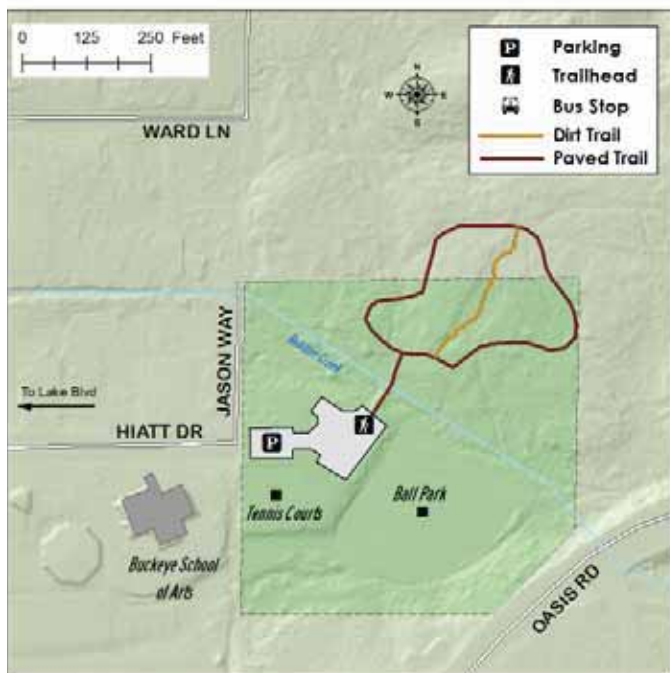 0 125 250 Feet
P Parking
Trailhead
Bus Stop
Dirt Trail
Paved Trail
N
W E
S
WARD LN
JASON WAY
To Lake Blvd
HIATT DR
P
Tennis Courts
Ball Park
Buckeye School
of Arts
OASIS RD
Creek